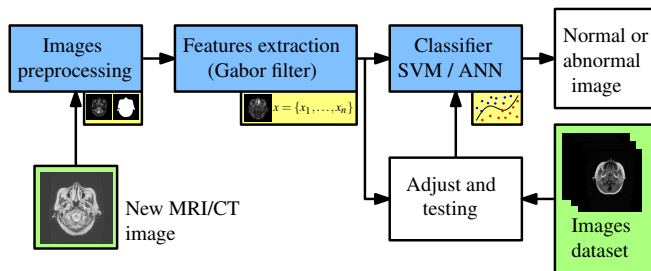 Images
preprocessing
Features extraction
(Gabor filter)
x = {x₁,…,xₙ}
Classifier
SVM / ANN
Normal or
abnormal
image
New MRI/CT
image
Adjust and
testing
Images
dataset